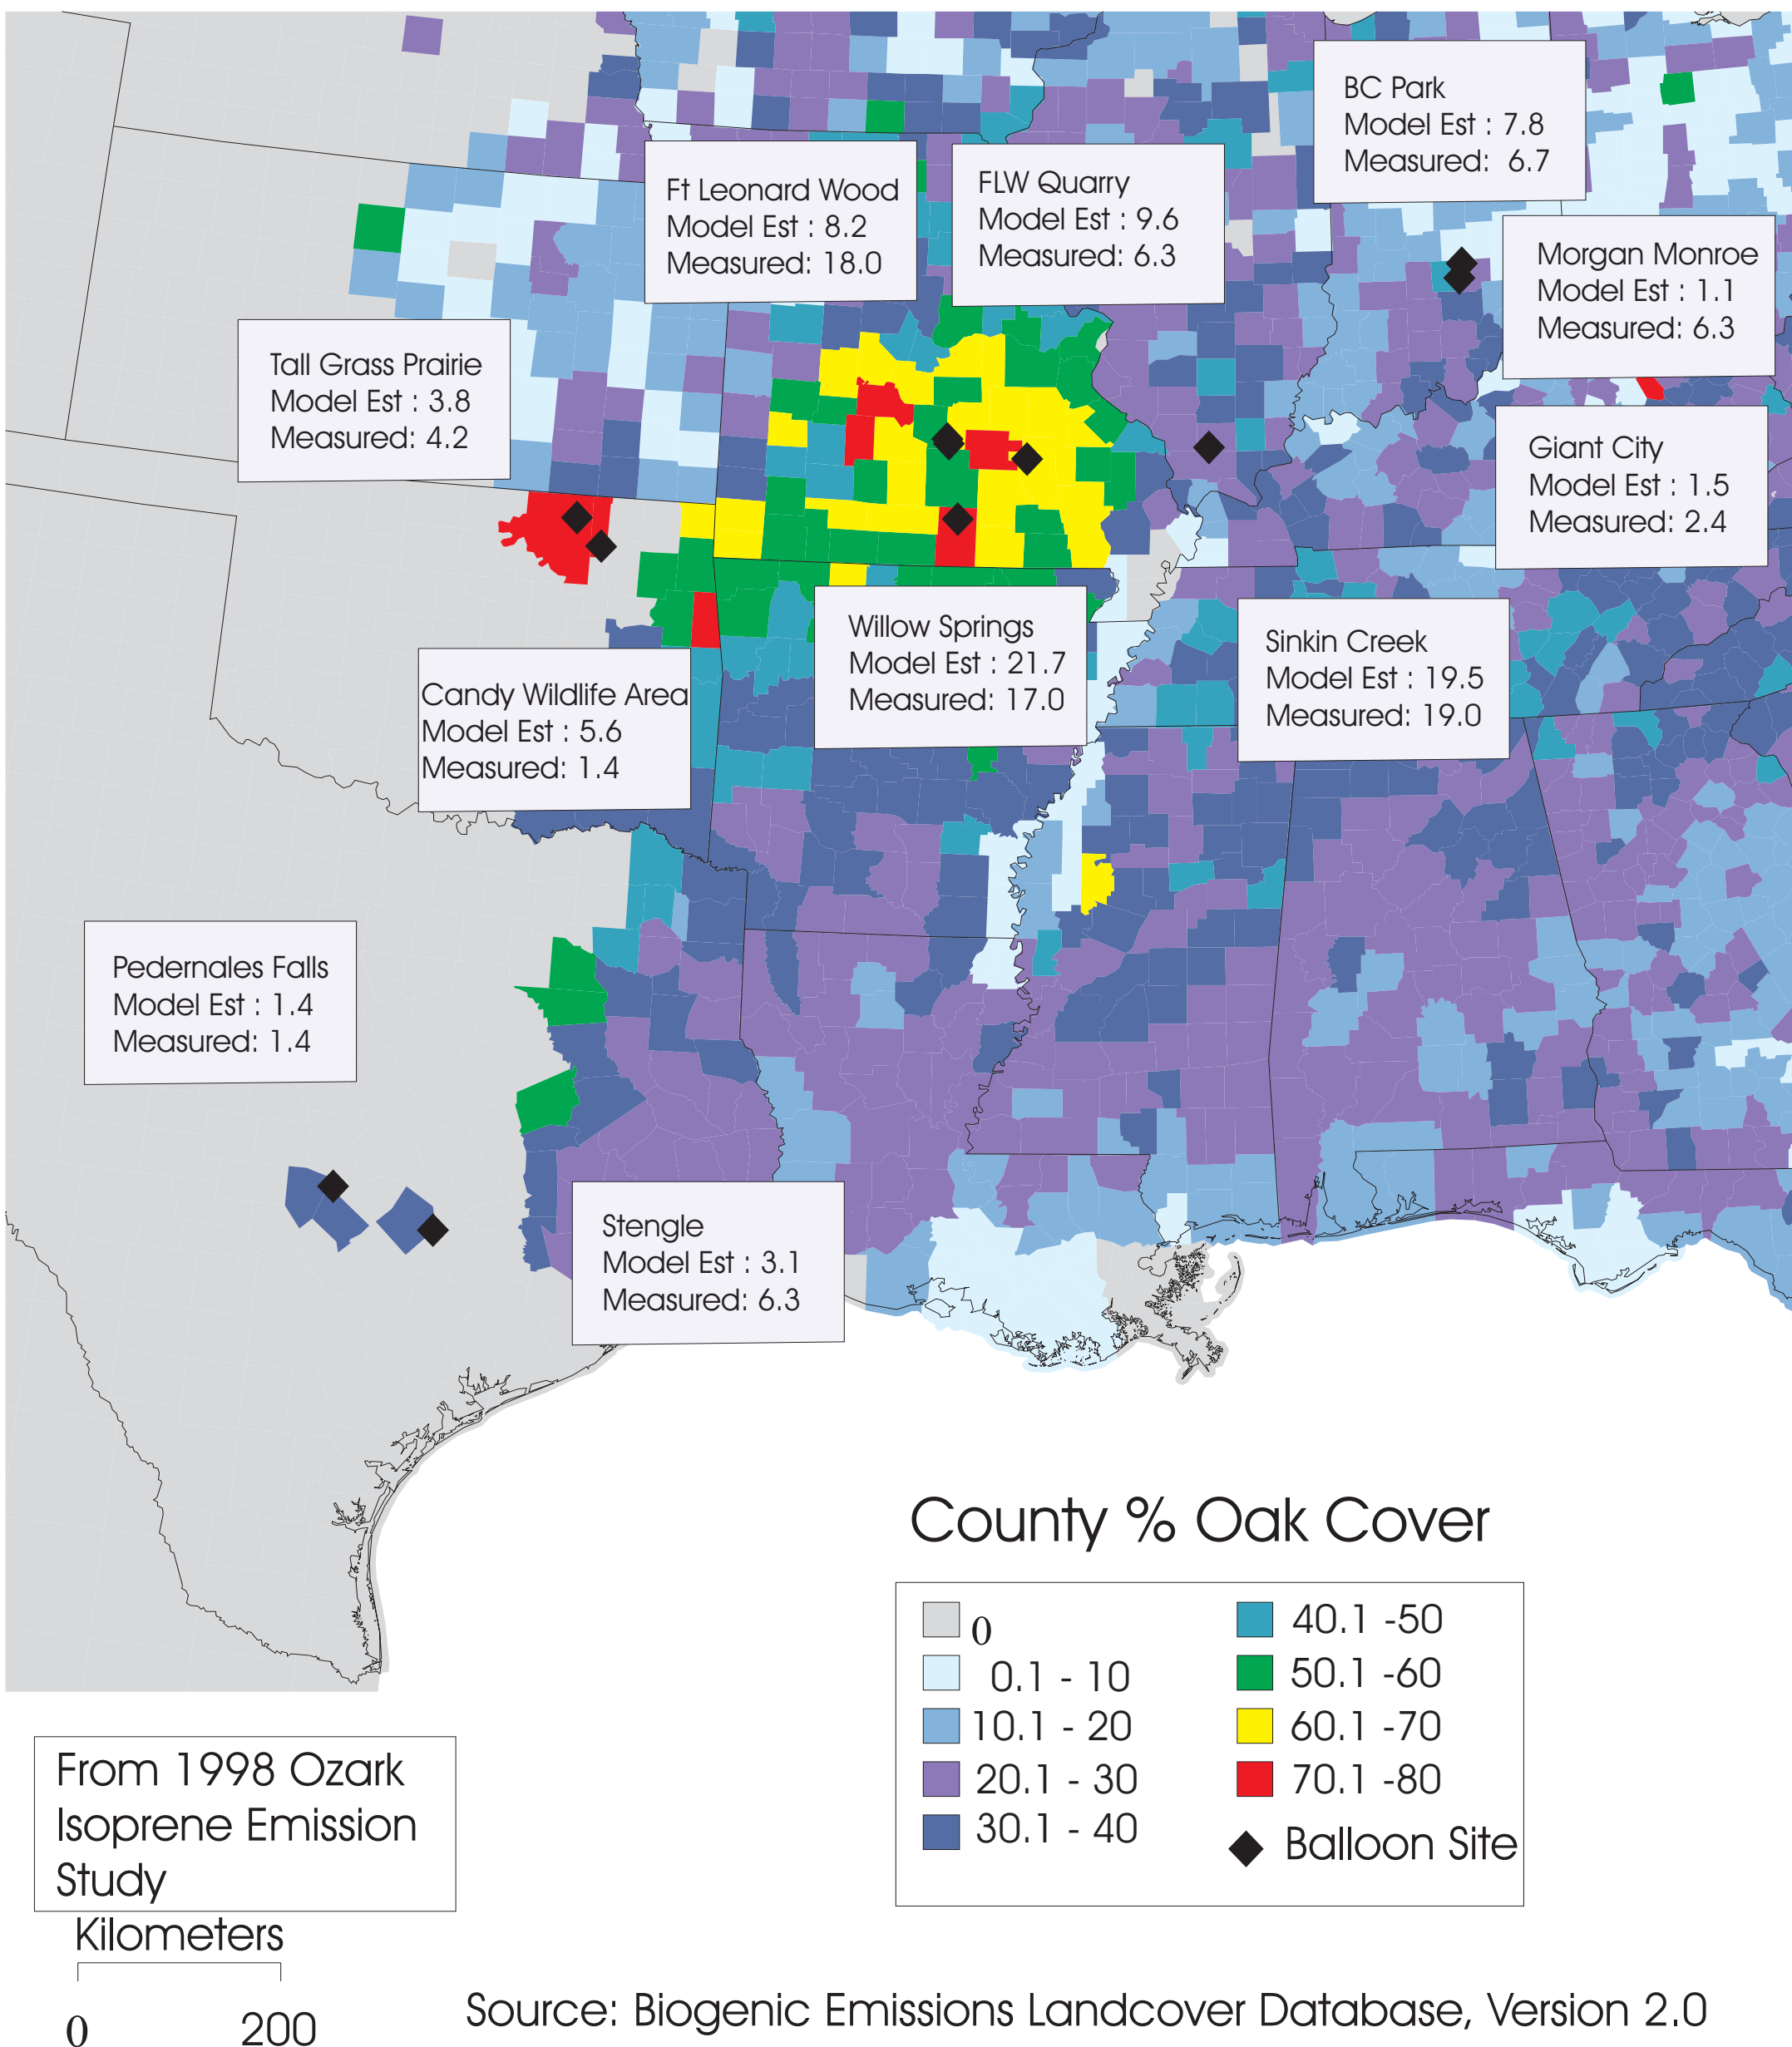 BC Park
Model Est : 7.8
Measured: 6.7
Ft Leonard Wood
Model Est : 8.2
Measured: 18.0
FLW Quarry
Model Est : 9.6
Measured: 6.3
Morgan Monroe
Model Est : 1.1
Measured: 6.3
Tall Grass Prairie
Model Est : 3.8
Measured: 4.2
Giant City
Model Est : 1.5
Measured: 2.4
Willow Springs
Model Est : 21.7
Measured: 17.0
Sinkin Creek
Model Est : 19.5
Measured: 19.0
Candy Wildlife Area
Model Est : 5.6
Measured: 1.4
Pedernales Falls
Model Est : 1.4
Measured: 1.4
Stengle
Model Est : 3.1
Measured: 6.3
County % Oak Cover
0
0.1 - 10
10.1 - 20
20.1 - 30
30.1 - 40
40.1 -50
50.1 -60
60.1 -70
70.1 -80
Balloon Site
From 1998 Ozark
Isoprene Emission
Study
Kilometers
0 200
Source: Biogenic Emissions Landcover Database, Version 2.0